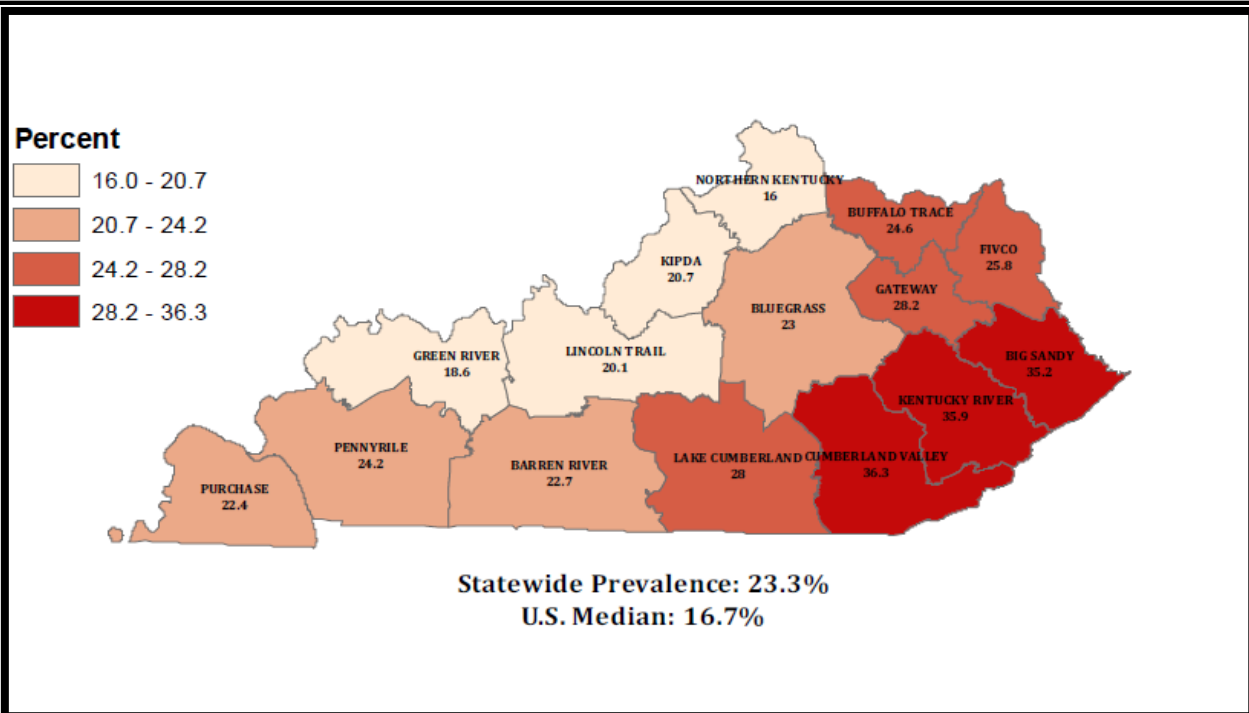 Percent
16.0 - 20.7
20.7 - 24.2
24.2 - 28.2
28.2 - 36.3
NORTHERN KENTUCKY
16
BUFFALO TRACE
24.6
FIVCO
25.8
KIPDA
20.7
GATEWAY
28.2
BLUEGRASS
23
GREEN RIVER
18.6
LINCOLN TRAIL
20.1
BIG SANDY
35.2
KENTUCKY RIVER
35.9
PENNYRILE
24.2
BARREN RIVER
22.7
LAKE CUMBERLAND
28
CUMBERLAND VALLEY
36.3
PURCHASE
22.4
Statewide Prevalence: 23.3%
U.S. Median: 16.7%